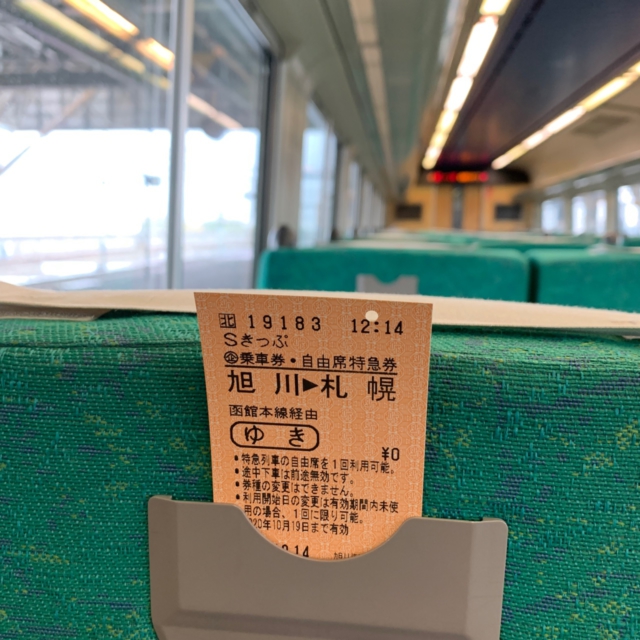 北 19183 12:14
Sきっぷ
企乗車券・自由席特急券
旭川▶札幌
函館本線経由
ゆき
¥0
•特急列車の自由席を1回利用可能。
•途中下車は前途無効です。
•券種の変更はできません。
•利用開始日の変更は有効期間内未使
用の場合、1回に限り可能。
020年10月19日まで有効
14 旭川